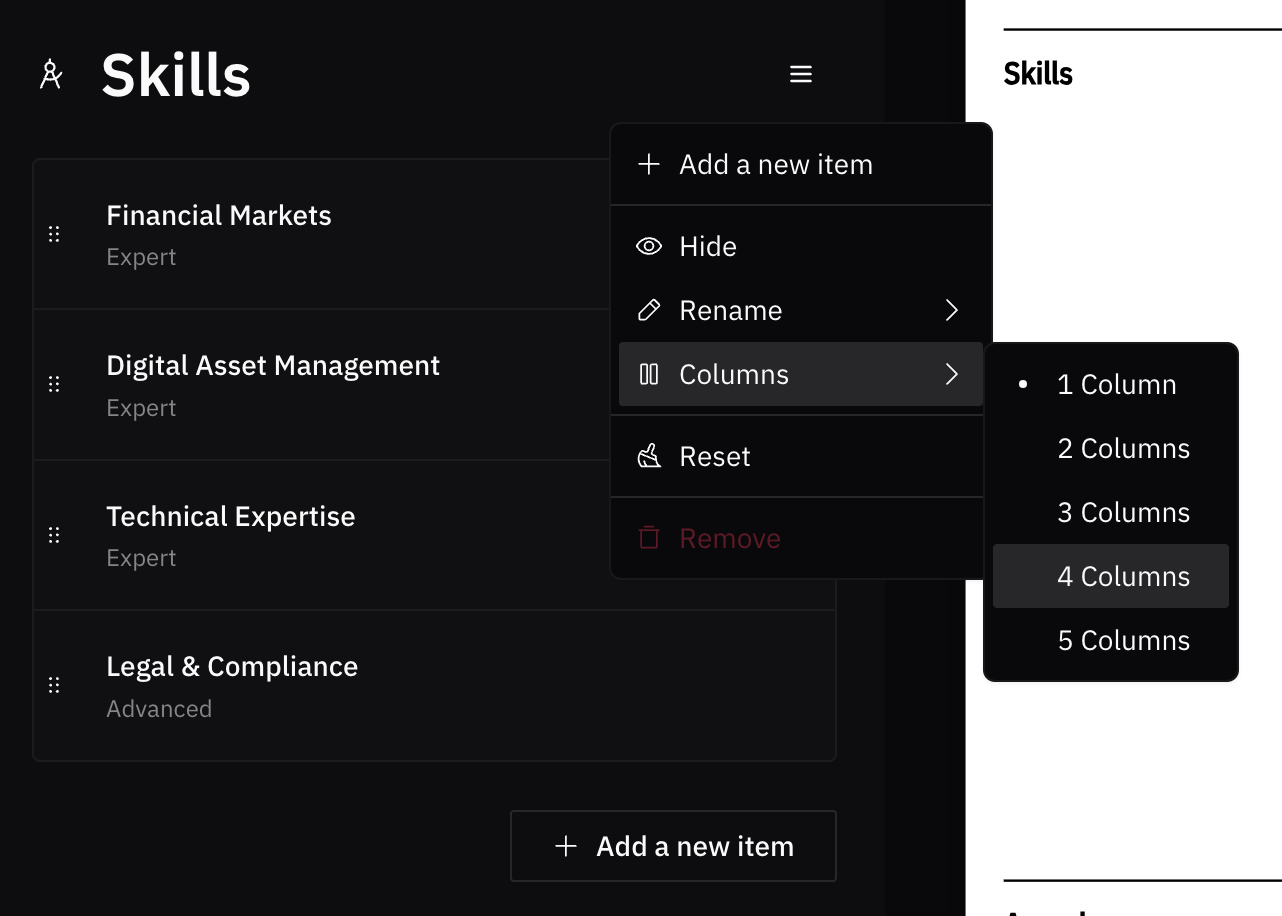 Skills
Financial Markets
Expert
Digital Asset Management
Expert
Technical Expertise
Expert
Legal & Compliance
Advanced
Add a new item
Add a new item
Hide
Rename
Columns
Reset
Remove
1 Column
2 Columns
3 Columns
4 Columns
5 Columns
Skills